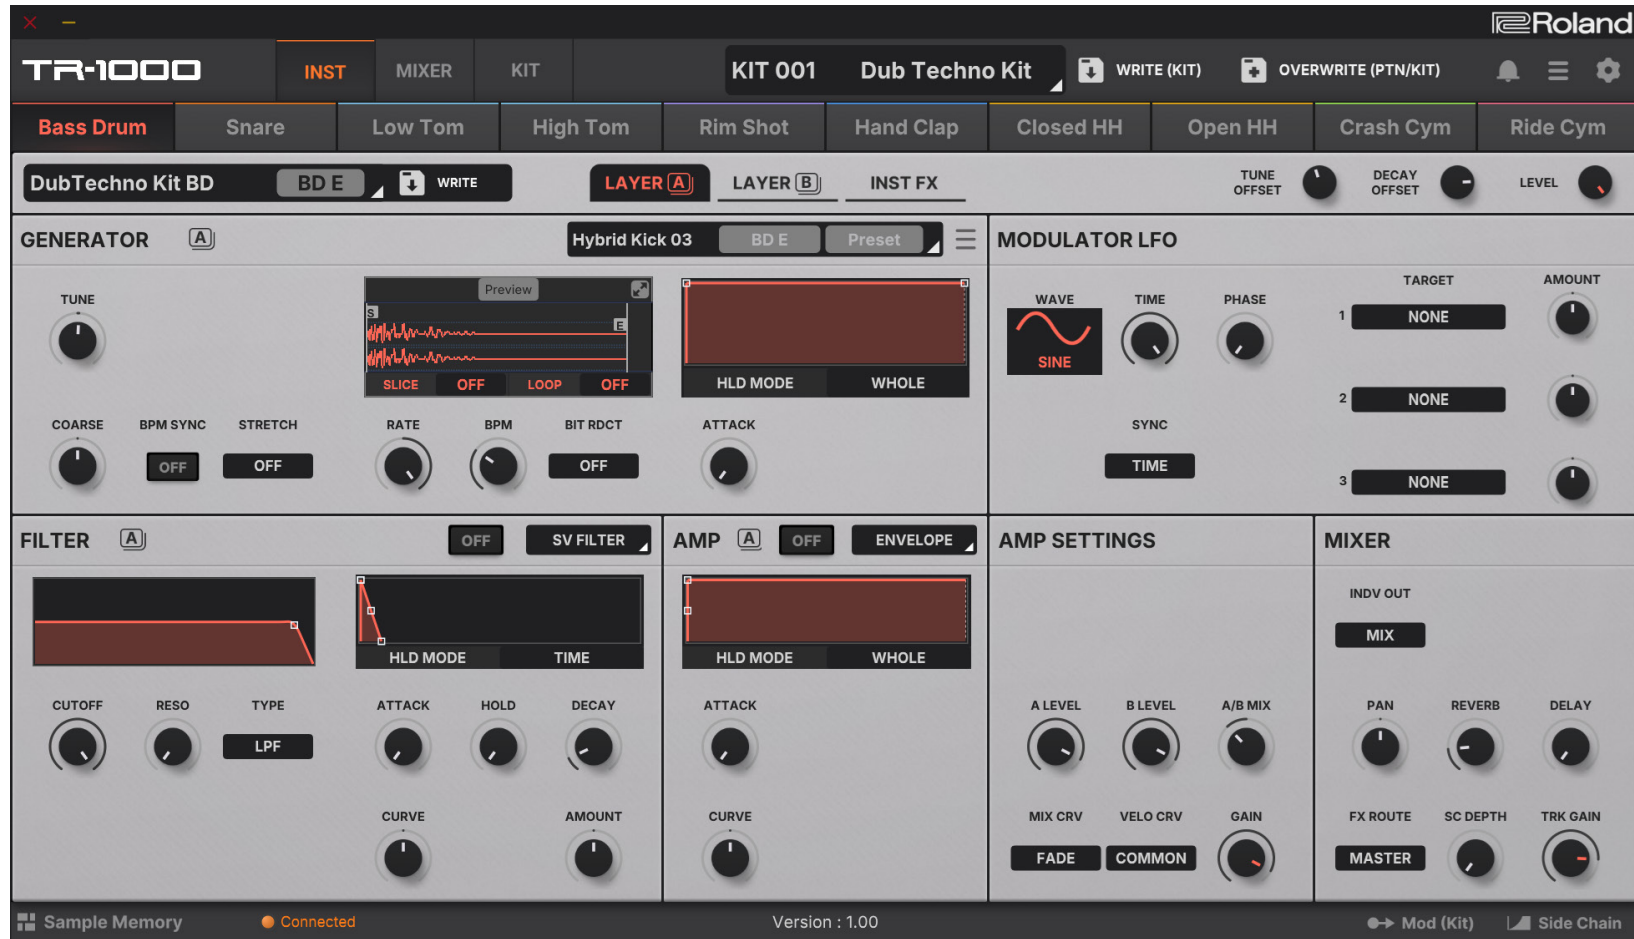 Roland
TR-1000 INST MIXER KIT KIT 001 Dub Techno Kit WRITE (KIT) OVERWRITE (PTN/KIT)
Bass Drum Snare Low Tom High Tom Rim Shot Hand Clap Closed HH Open HH Crash Cym Ride Cym
DubTechno Kit BD BD E WRITE LAYER A LAYER B INST FX TUNE OFFSET DECAY OFFSET LEVEL
GENERATOR A Hybrid Kick 03 BD E Preset
TUNE
Preview
S
E
SLICE OFF LOOP OFF
HLD MODE WHOLE
COARSE BPM SYNC STRETCH RATE BPM BIT RDCT ATTACK
OFF OFF OFF
MODULATOR LFO
TARGET AMOUNT
WAVE TIME PHASE
SINE
1 NONE
2 NONE
SYNC
TIME
3 NONE
FILTER A OFF SV FILTER
HLD MODE TIME
CUTOFF RESO TYPE ATTACK HOLD DECAY
LPF
CURVE AMOUNT
AMP A OFF ENVELOPE
HLD MODE WHOLE
ATTACK
CURVE
AMP SETTINGS
A LEVEL B LEVEL A/B MIX
MIX CRV VELO CRV GAIN
FADE COMMON
MIXER
INDV OUT
MIX
PAN REVERB DELAY
FX ROUTE SC DEPTH TRK GAIN
MASTER
Sample Memory Connected Version : 1.00 Mod (Kit) Side Chain